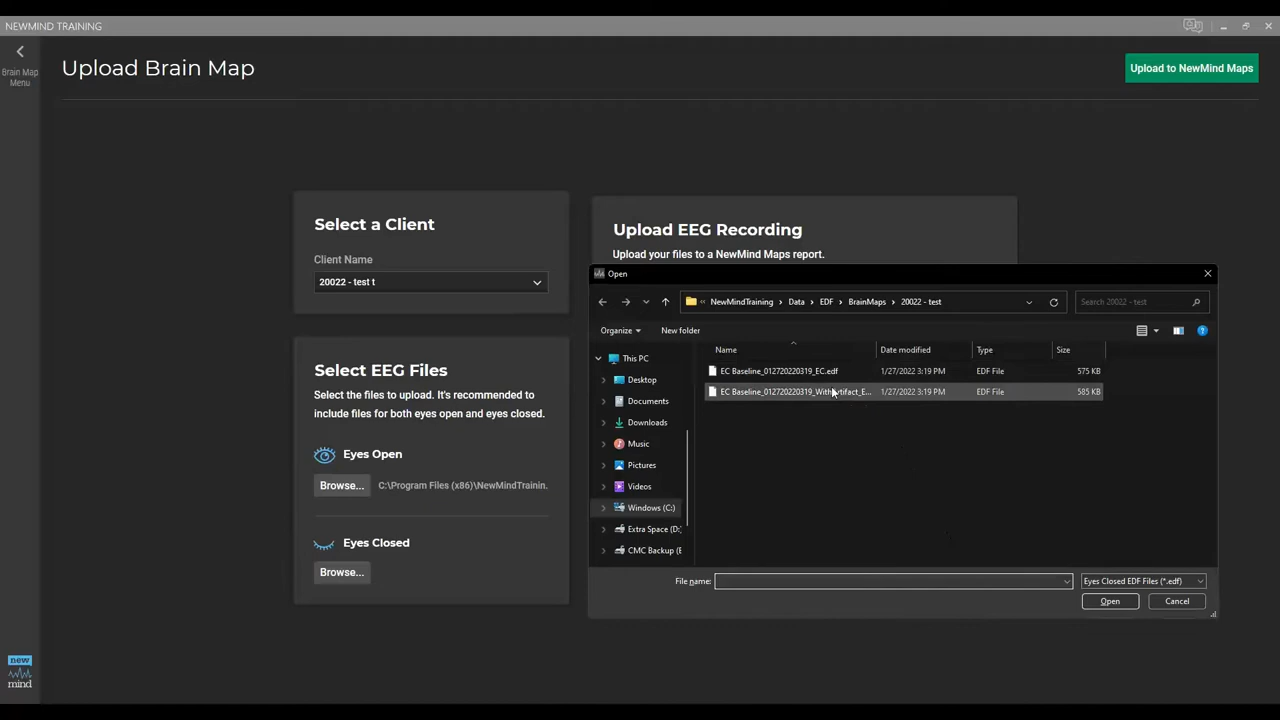 NEWMIND TRAINING
Brain Map
Menu
Upload Brain Map
Upload to NewMind Maps
Select a Client
Client Name
20022 - test t
Select EEG Files
Select the files to upload. It's recommended to
include files for both eyes open and eyes closed.
Eyes Open
Browse... C:\Program Files (x86)\NewMindTrainin.
Eyes Closed
Browse...
Upload EEG Recording
Upload your files to a NewMind Maps report.
Open
« NewMindTraining > Data > EDF > BrainMaps > 20022 - test
Search 20022 - test
Organize New folder
This PC
Desktop
Documents
Downloads
Music
Pictures
Videos
Windows (C:)
Extra Space (D:)
CMC Backup (E
Name Date modified Type Size
EC Baseline_012720220319_EC.edf 1/27/2022 3:19 PM EDF File 575 KB
EC Baseline_012720220319_WithArtifact_E... 1/27/2022 3:19 PM EDF File 585 KB
File name: Eyes Closed EDF Files (*.edf)
Open Cancel
new
mind